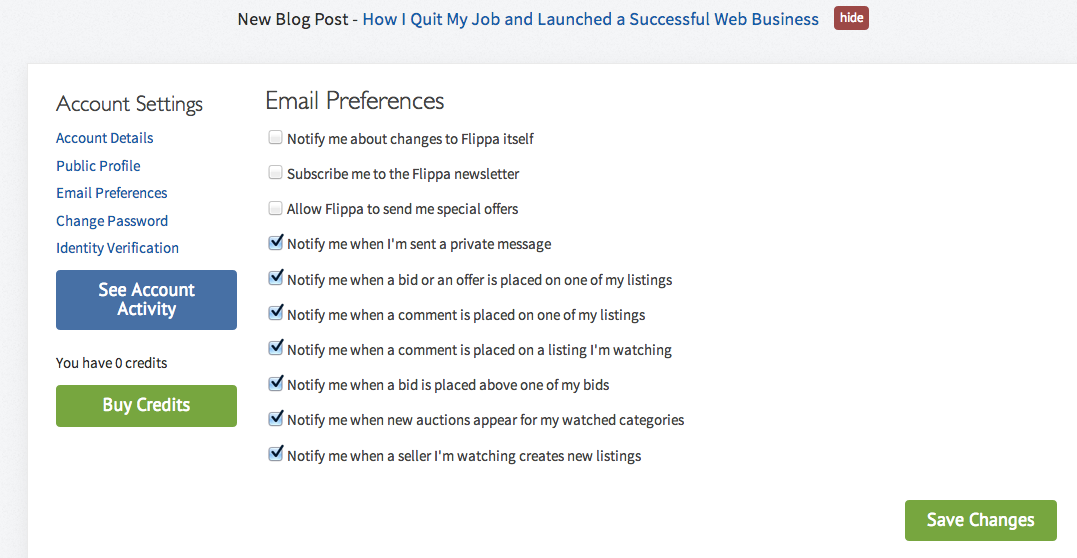 New Blog Post - How I Quit My Job and Launched a Successful Web Business hide
Account Settings
Account Details
Public Profile
Email Preferences
Change Password
Identity Verification
See Account
Activity
You have 0 credits
Buy Credits
Email Preferences
Notify me about changes to Flippa itself
Subscribe me to the Flippa newsletter
Allow Flippa to send me special offers
Notify me when I'm sent a private message
Notify me when a bid or an offer is placed on one of my listings
Notify me when a comment is placed on one of my listings
Notify me when a comment is placed on a listing I'm watching
Notify me when a bid is placed above one of my bids
Notify me when new auctions appear for my watched categories
Notify me when a seller I'm watching creates new listings
Save Changes